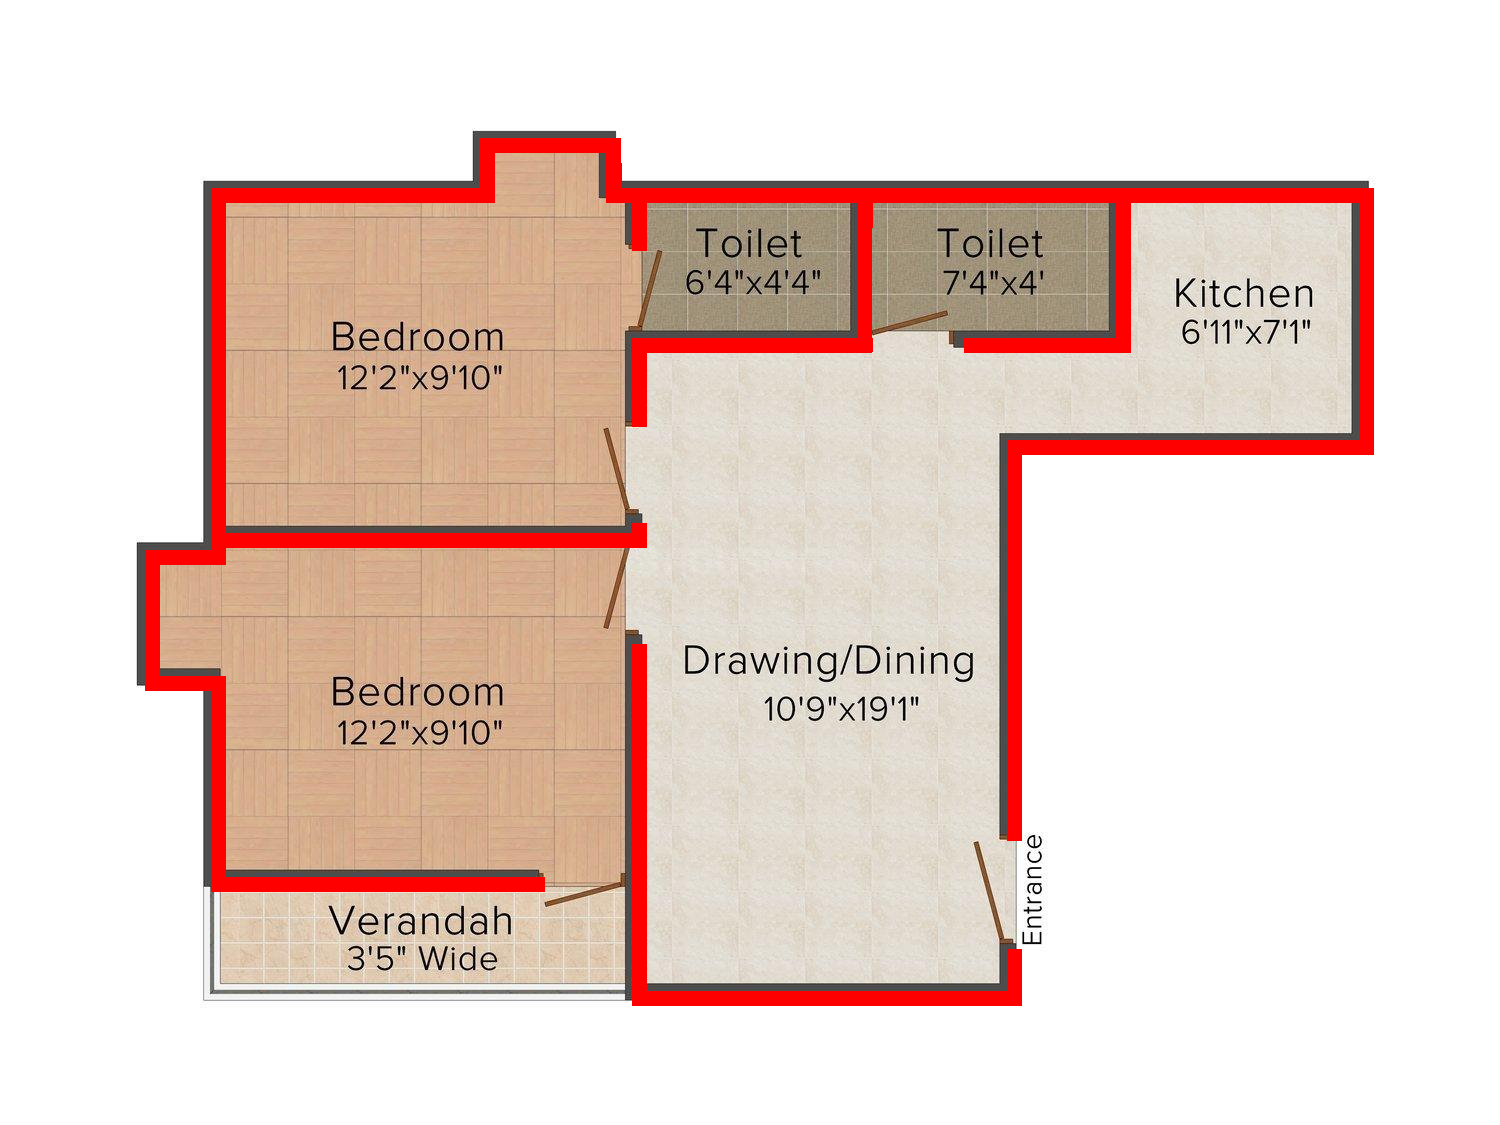 Toilet
6'4"x4'4"
Toilet
7'4"x4'
Kitchen
6'11"x7'1"
Bedroom
12'2"x9'10"
Drawing/Dining
10'9"x19'1"
Bedroom
12'2"x9'10"
Entrance
Verandah
3'5" Wide